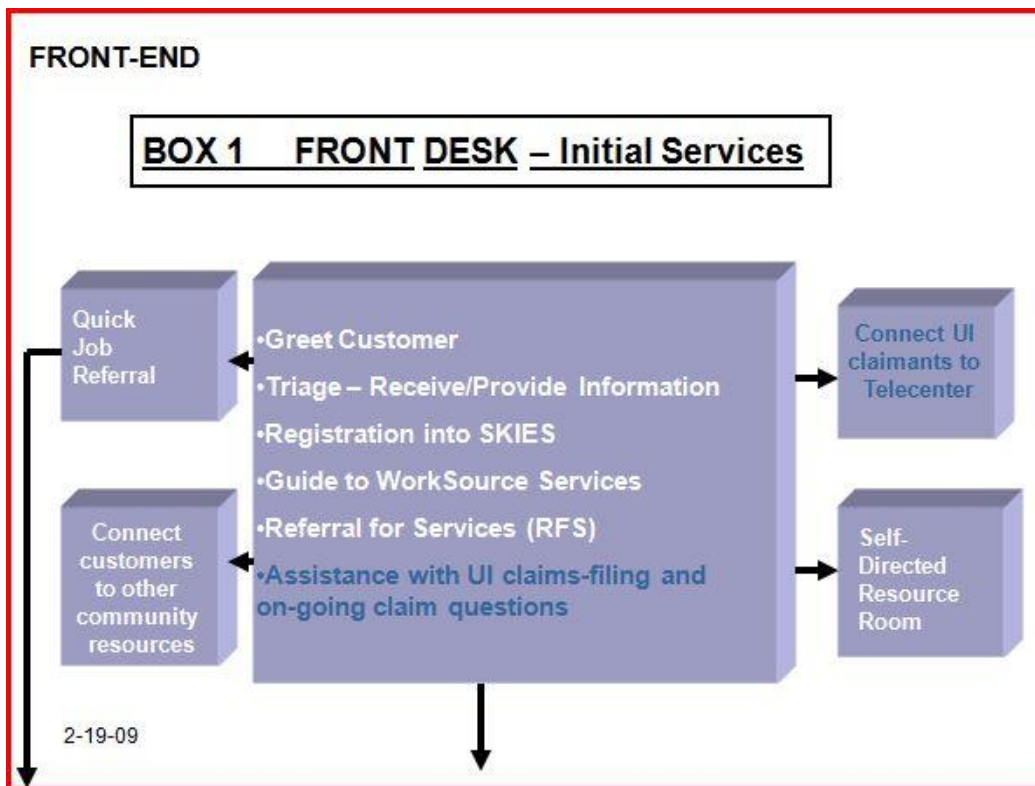 FRONT-END
BOX 1 FRONT DESK – Initial Services
Quick
Job
Referral
Connect
customers
to other
community
resources
•Greet Customer
•Triage – Receive/Provide Information
•Registration into SKIES
•Guide to WorkSource Services
•Referral for Services (RFS)
•Assistance with UI claims-filing and
on-going claim questions
Connect UI
claimants to
Telecenter
Self-
Directed
Resource
Room
2-19-09